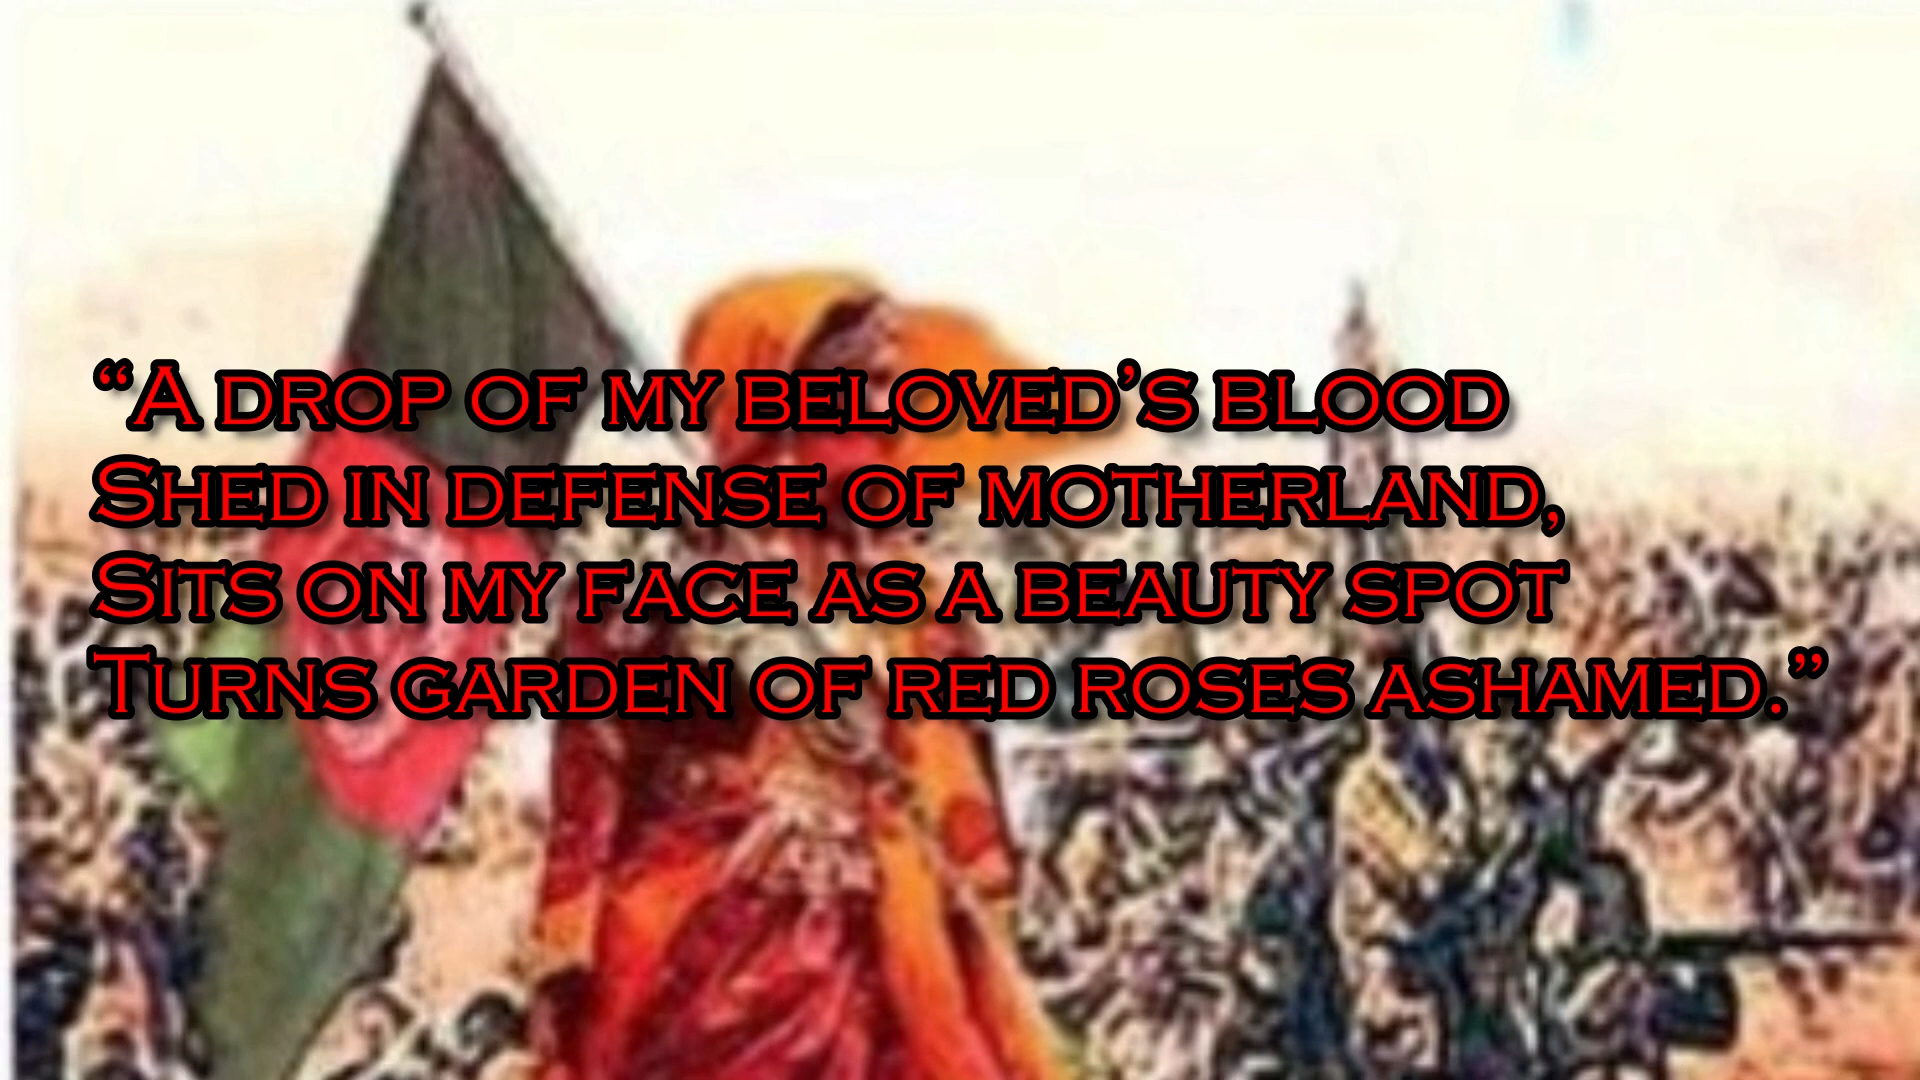 “A drop of my beloved’s blood
Shed in defense of motherland,
Sits on my face as a beauty spot
Turns garden of red roses ashamed.”